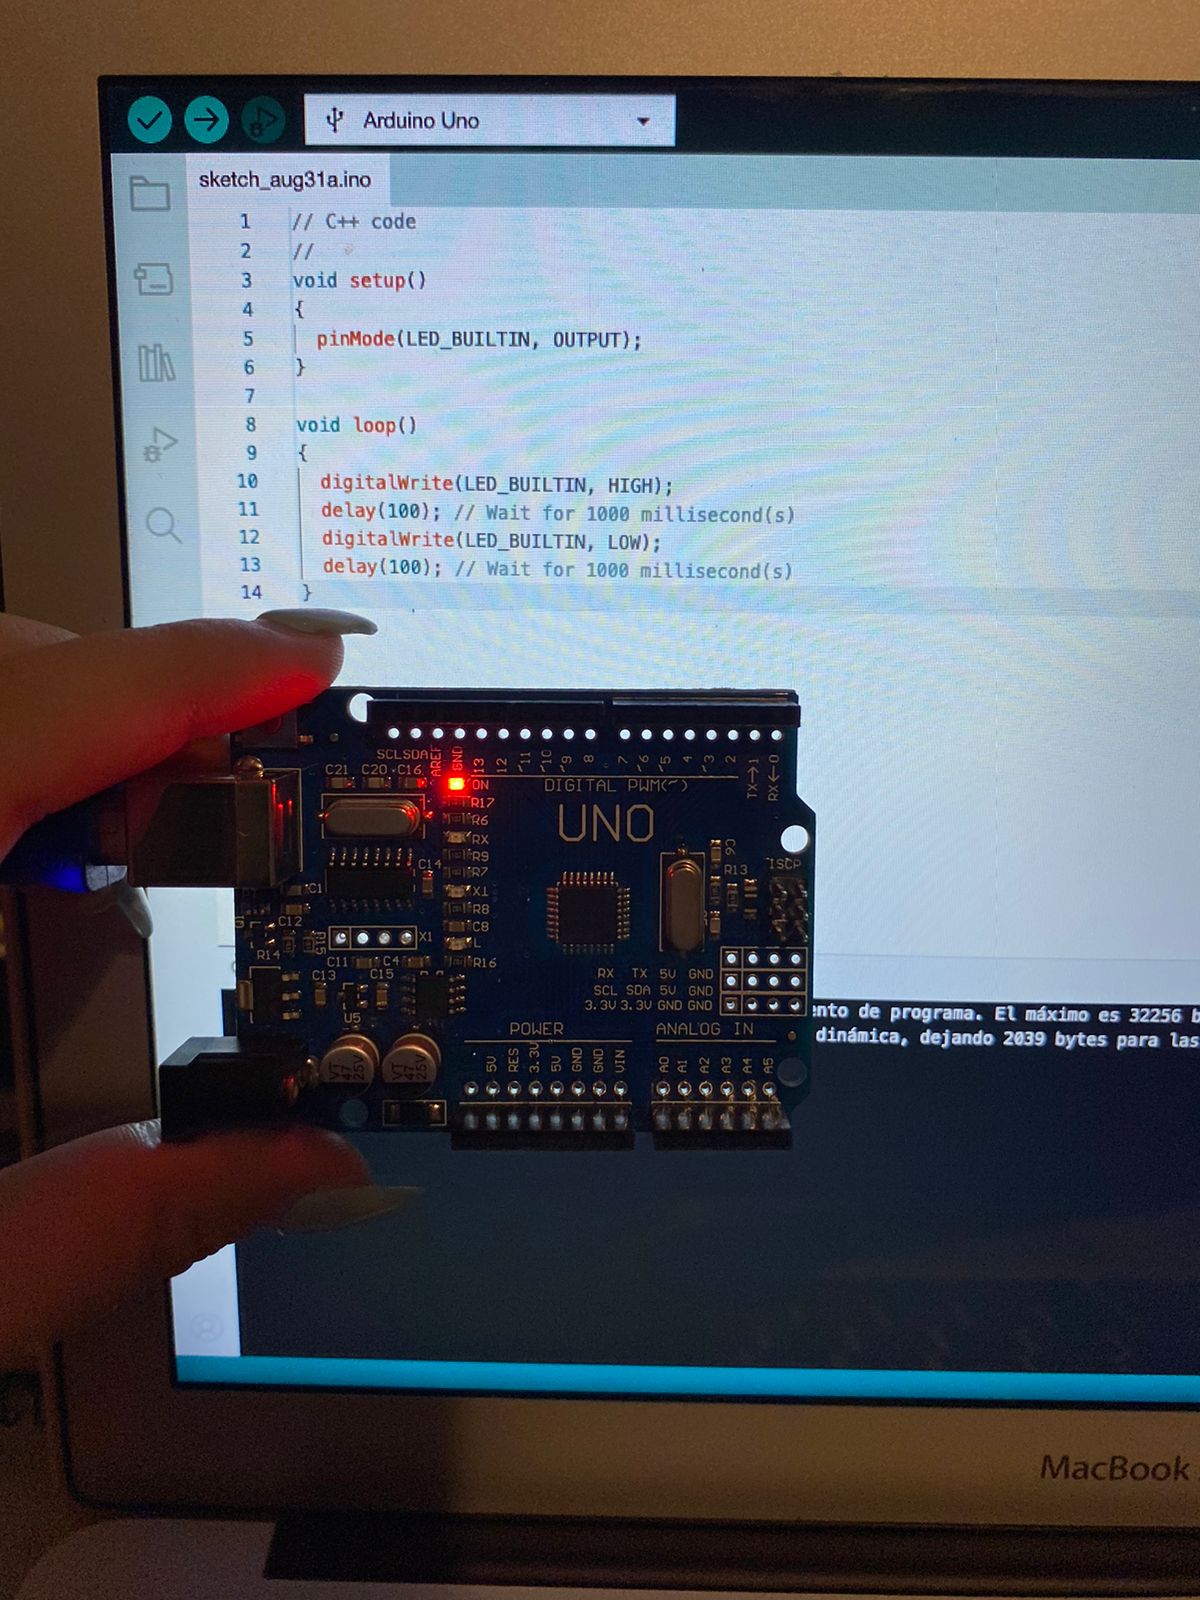 Arduino Uno
sketch_aug31a.ino
1 // C++ code
2 //
3 void setup()
4 {
5 pinMode(LED_BUILTIN, OUTPUT);
6 }
7
8 void loop()
9 {
10 digitalWrite(LED_BUILTIN, HIGH);
11 delay(100); // Wait for 1000 millisecond(s)
12 digitalWrite(LED_BUILTIN, LOW);
13 delay(100); // Wait for 1000 millisecond(s)
14 }
SCL SDA AREF GND 13 12 ~11 ~10 ~9 8 7 ~6 ~5 4 ~3 2 TX→1 RX←0
C21 C20 C16 ON DIGITAL PWM(~)
R17
R6
UNO
RX
C14 R9 C6
R7 R13 ISCP
C1 TX
R8
C12 C8
X1 L
R14 C11 C4 R16
C13 C15
RX TX 5V GND
SCL SDA 5V GND
3.3V 3.3V GND GND
U5
POWER ANALOG IN
5V RES 3.3V 5V GND GND VIN A0 A1 A2 A3 A4 A5
VT 47 25V VT 47 25V
de programa. El máximo es 32256
dinámica, dejando 2039 bytes para las
MacBook